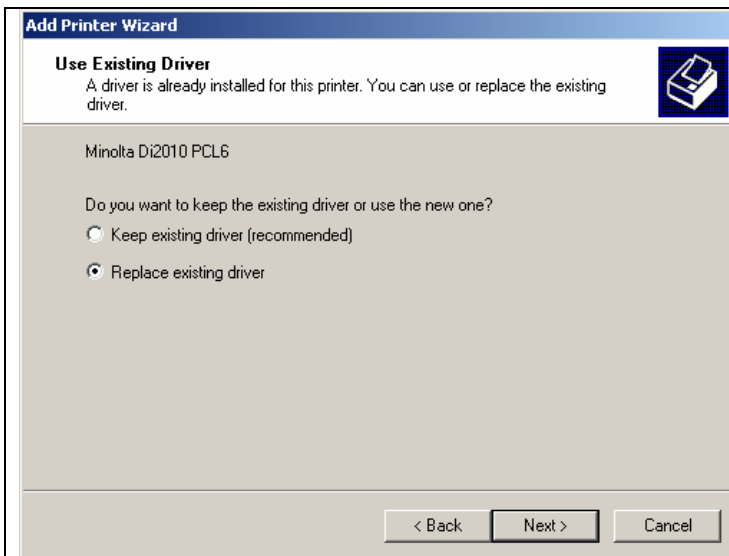 Add Printer Wizard
Use Existing Driver
A driver is already installed for this printer. You can use or replace the existing
driver.
Minolta Di2010 PCL6
Do you want to keep the existing driver or use the new one?
Keep existing driver (recommended)
Replace existing driver
< Back
Next >
Cancel